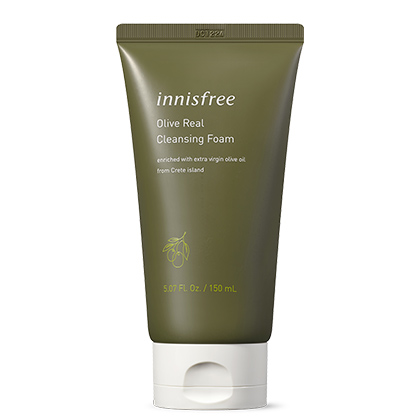 innisfree
Olive Real
Cleansing Foam
enriched with extra virgin olive oil
from Crete island
5.07 Fl. Oz. / 150 mL